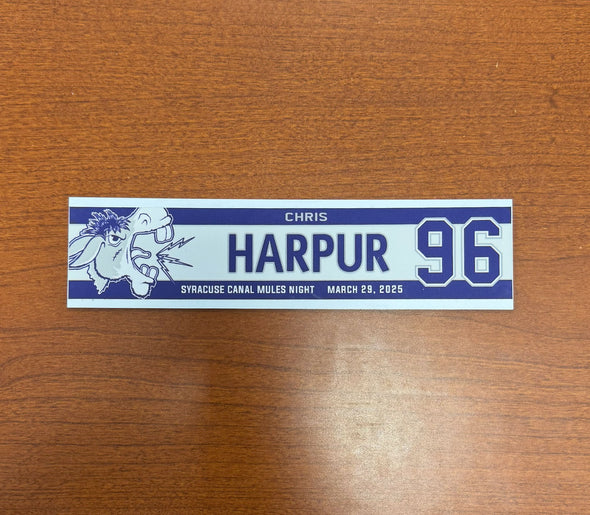 CHRIS
HARPUR 96
SYRACUSE CANAL MULES NIGHT MARCH 29, 2025